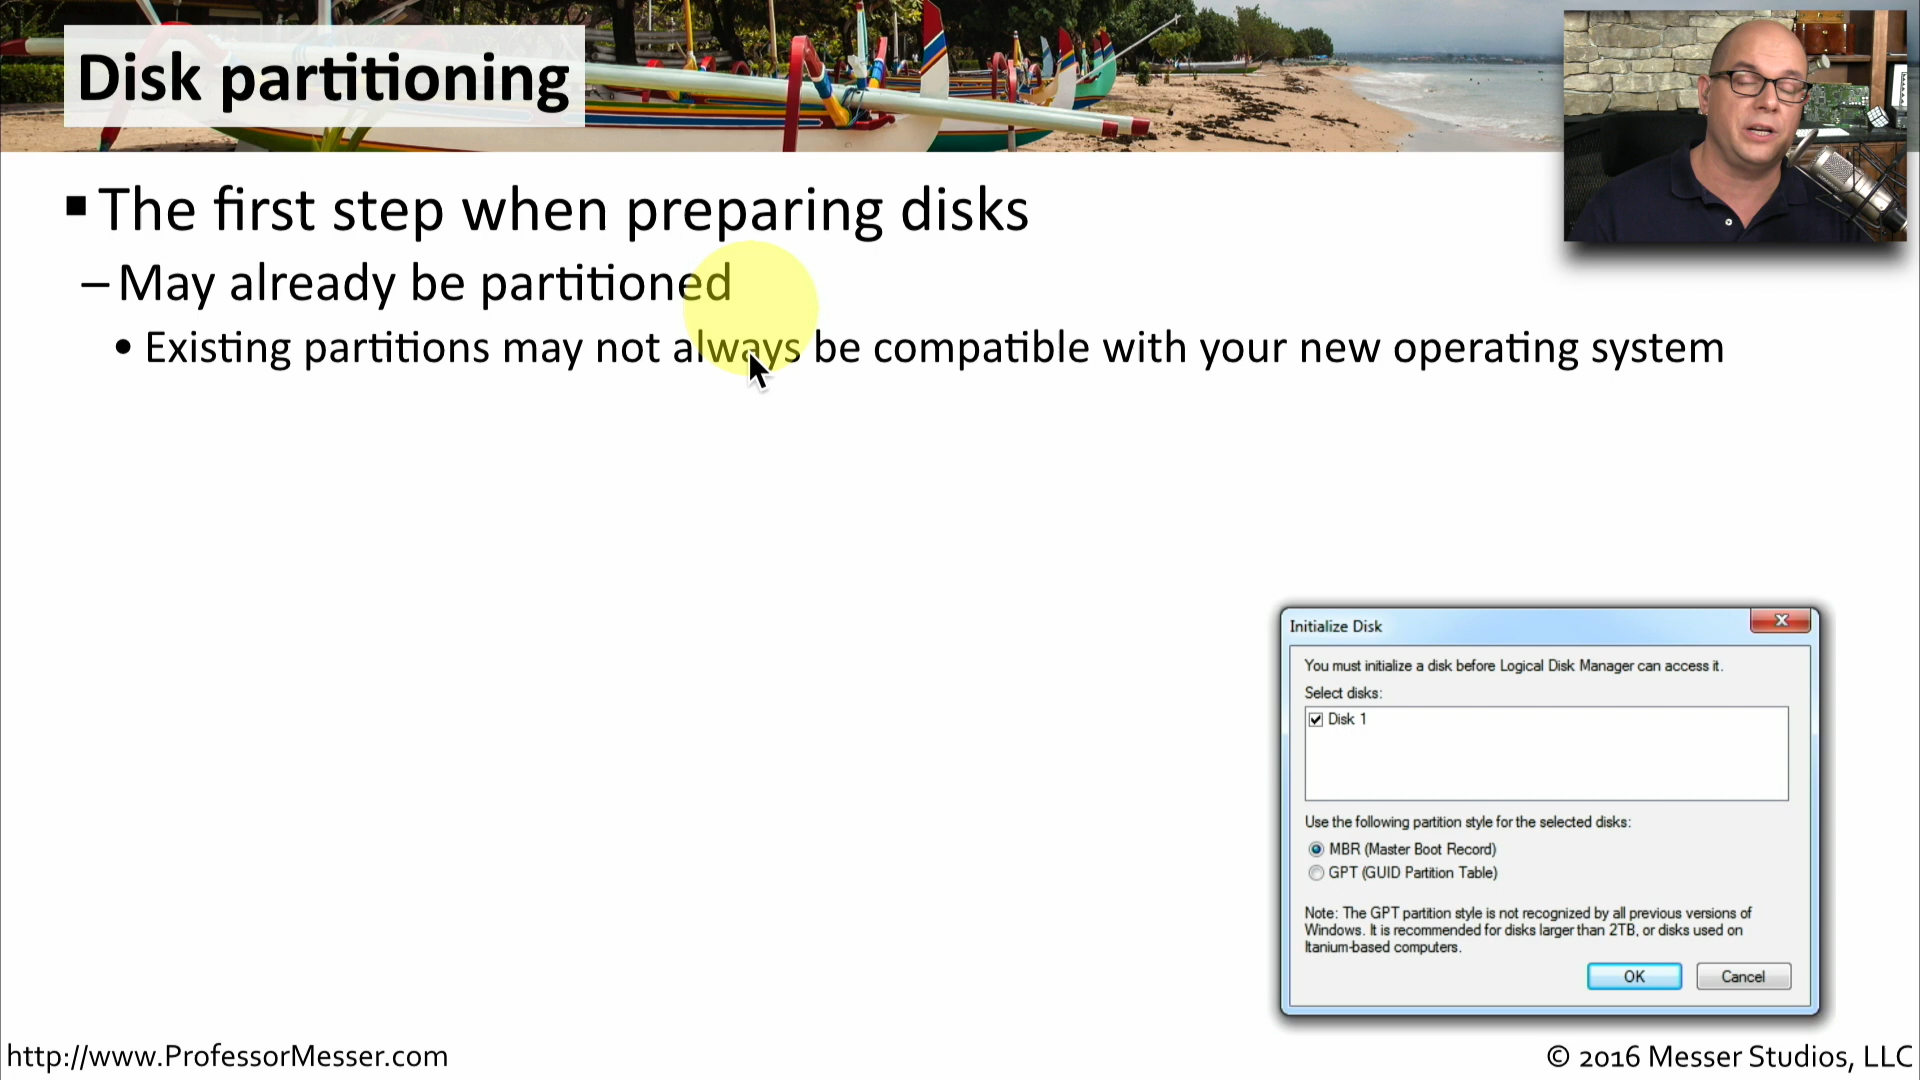 Disk partitioning
▪ The first step when preparing disks
– May already be partitioned
• Existing partitions may not always be compatible with your new operating system
Initialize Disk
You must initialize a disk before Logical Disk Manager can access it.
Select disks:
Disk 1
Use the following partition style for the selected disks:
MBR (Master Boot Record)
GPT (GUID Partition Table)
Note: The GPT partition style is not recognized by all previous versions of
Windows. It is recommended for disks larger than 2TB, or disks used on
Itanium-based computers.
OK Cancel
http://www.ProfessorMesser.com
© 2016 Messer Studios, LLC